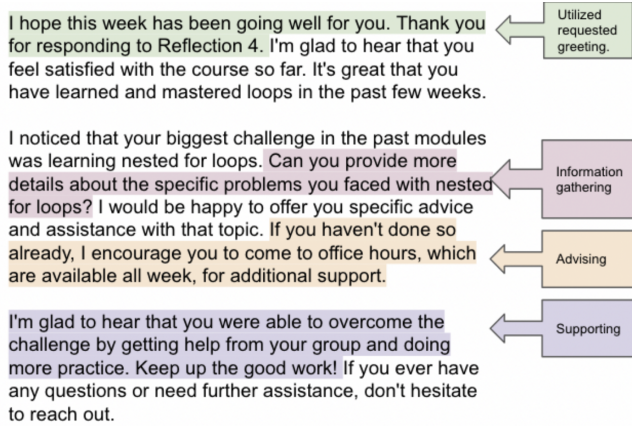 I hope this week has been going well for you. Thank you
for responding to Reflection 4. I'm glad to hear that you
feel satisfied with the course so far. It's great that you
have learned and mastered loops in the past few weeks.
Utilized
requested
greeting.
I noticed that your biggest challenge in the past modules
was learning nested for loops. Can you provide more
details about the specific problems you faced with nested
for loops? I would be happy to offer you specific advice
and assistance with that topic. If you haven't done so
already, I encourage you to come to office hours, which
are available all week, for additional support.
Information
gathering
Advising
I'm glad to hear that you were able to overcome the
challenge by getting help from your group and doing
more practice. Keep up the good work! If you ever have
any questions or need further assistance, don't hesitate
to reach out.
Supporting